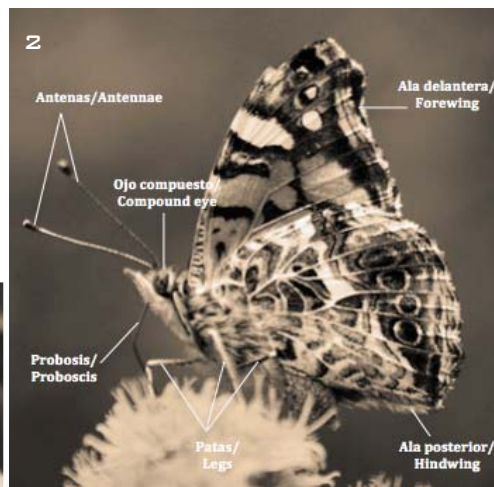 2
Antenas/Antennae
Ala delantera/
Forewing
Ojo compuesto/
Compound eye
Probosis/
Proboscis
Patas/
Legs
Ala posterior/
Hindwing